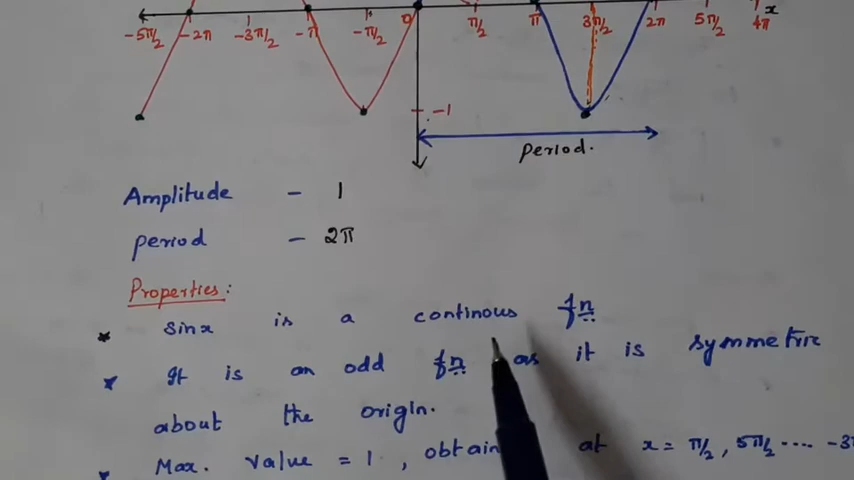 -5π/2 -2π -3π/2 -π -π/2 0 π/2 π 3π/2 2π 5π/2 4π x
-1
period.
Amplitude - 1
period - 2π
Properties:
* sinx is a continous fn
* It is an odd fn as it is symmetric
about the origin.
* Max. value = 1, obtain at x = π/2, 5π/2 .... -3π